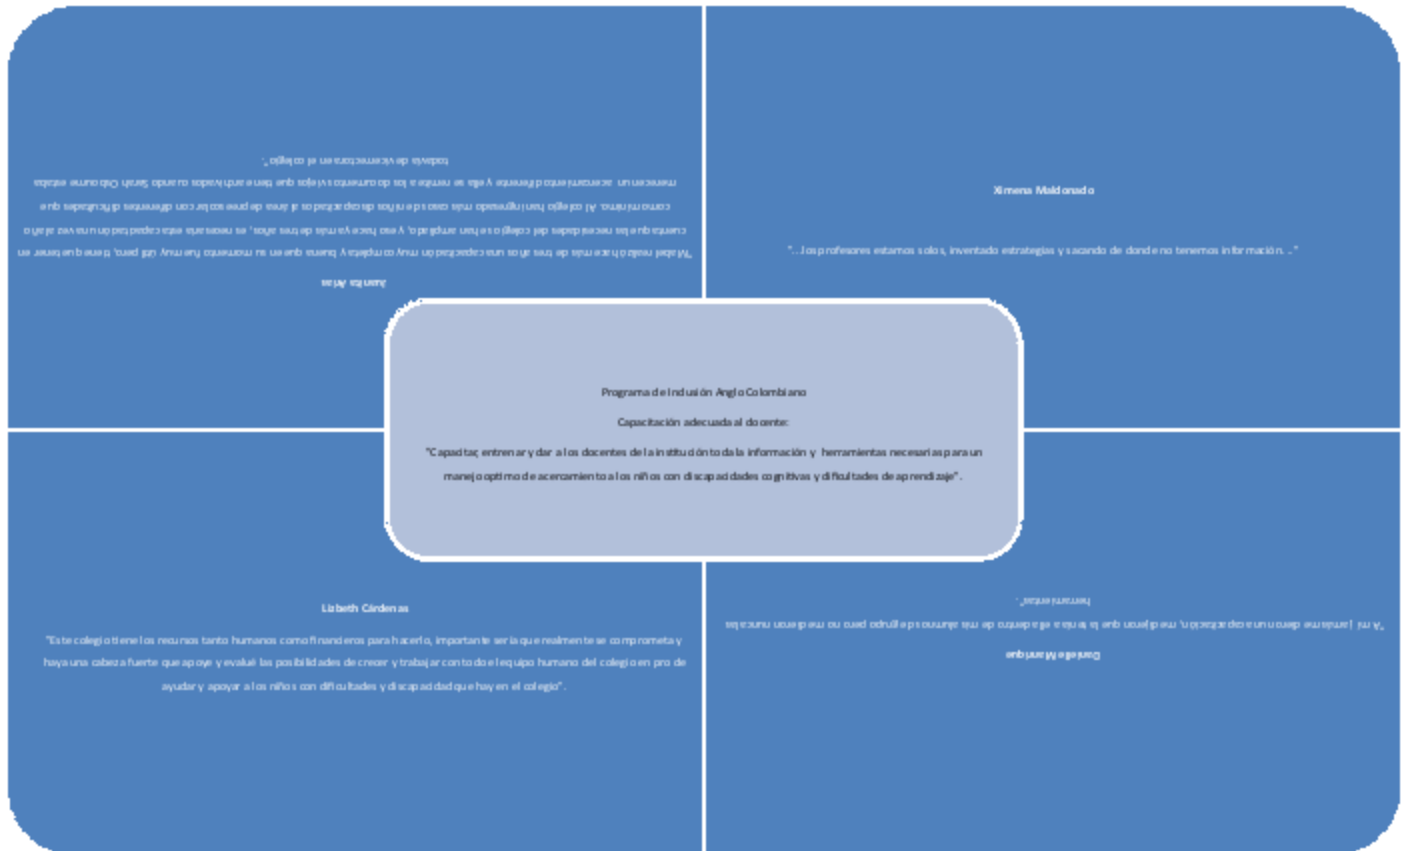 Juanita Arias
"Mabel realizó hace más de tres años una capacitación muy completa y buena que en su momento fue muy útil pero, tiene que tener en
cuenta que las necesidades del colegio se han ampliado, y eso hace ya más de tres años, es necesaria esta capacitación una vez al año
como mínimo. Al colegio han ingresado más casos de niños discapacitados al área de preescolar con diferentes dificultades que
merecen un acercamiento diferente y ella se remite a los documentos viejos que tiene archivados cuando Sarah Osbourne estaba
todavía de vicerrectora en el colegio".
Ximena Maldonado
"...los profesores estamos solos, inventado estrategias y sacando de donde no tenemos información. .."
Programa de Inclusión Anglo Colombiano
Capacitación adecuada al docente:
"Capacitar, entrenar y dar a los docentes de la institución toda la información y herramientas necesarias para un
manejo optimo de acercamiento a los niños con discapacidades cognitivas y dificultades de aprendizaje".
Lizbeth Cárdenas
"Este colegio tiene los recursos tanto humanos como financieros para hacerlo, importante seria que realmente se comprometa y
haya una cabeza fuerte que apoye y evalué las posibilidades de crecer y trabajar con todo el equipo humano del colegio en pro de
ayudar y apoyar a los niños con dificultades y discapacidad que hay en el colegio".
Danielle Manrique
"A mi jamás me dieron una capacitación, me dijeron que la tenía a ella dentro de mis alumnos de grupo pero no me dieron nunca las
herramientas".